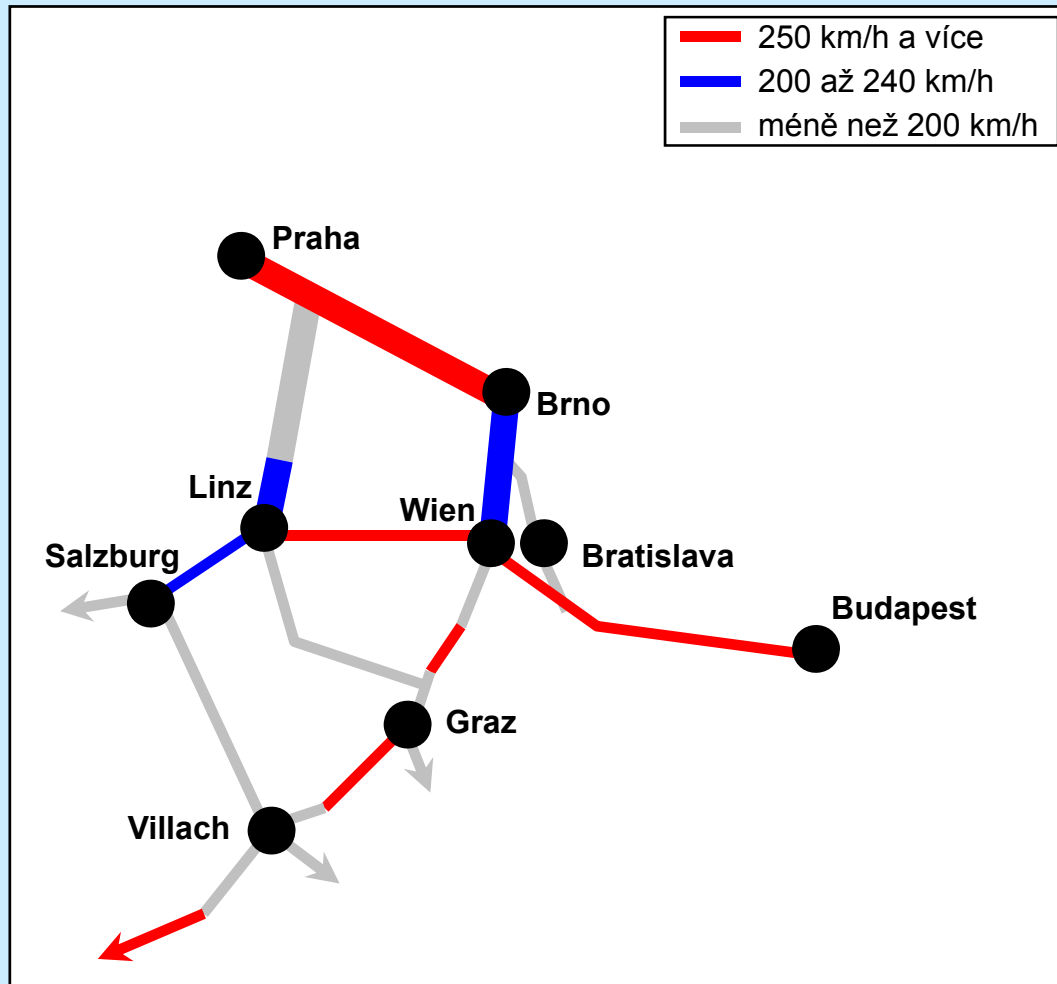 250 km/h a více
200 až 240 km/h
méně než 200 km/h
Praha
Brno
Linz
Wien
Salzburg
Bratislava
Budapest
Graz
Villach